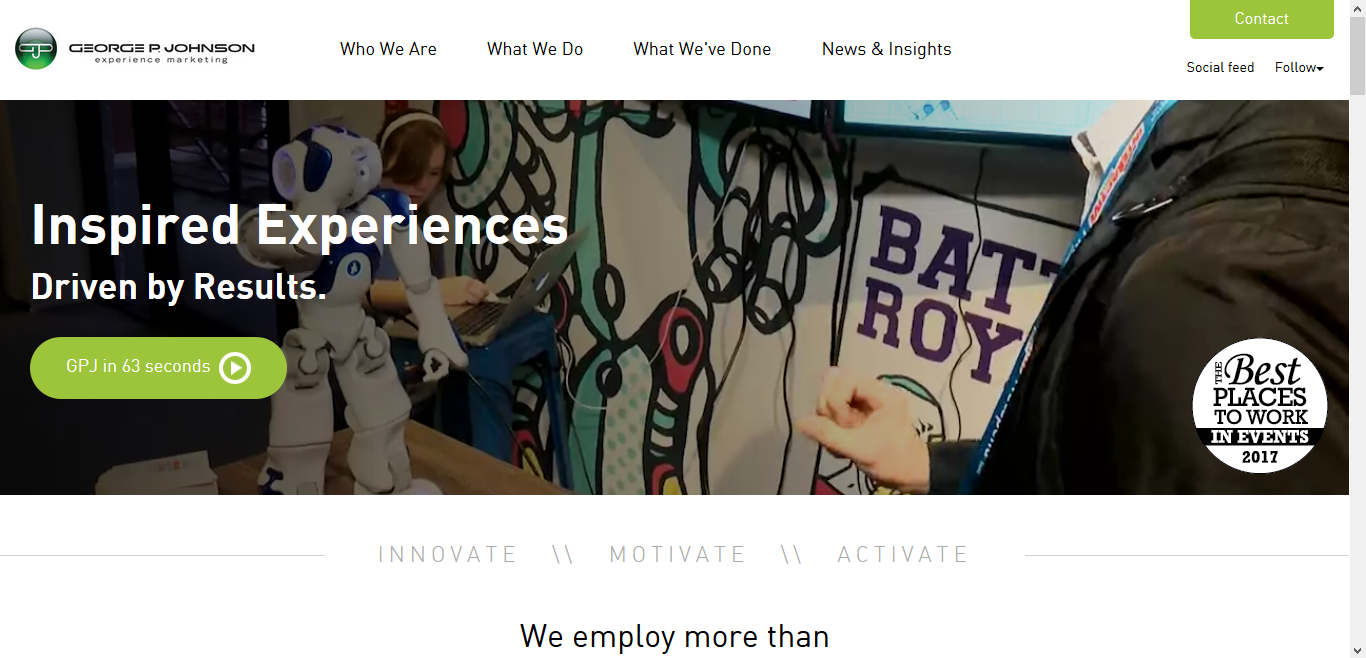 GPJ
GEORGE P. JOHNSON
experience marketing
Who We Are
What We Do
What We've Done
News & Insights
Contact
Social feed
Follow
Inspired Experiences
Driven by Results.
GPJ in 63 seconds
BATT
ROY
THE Best
PLACES
TO WORK
IN EVENTS
2017
INNOVATE \\ MOTIVATE \\ ACTIVATE
We employ more than